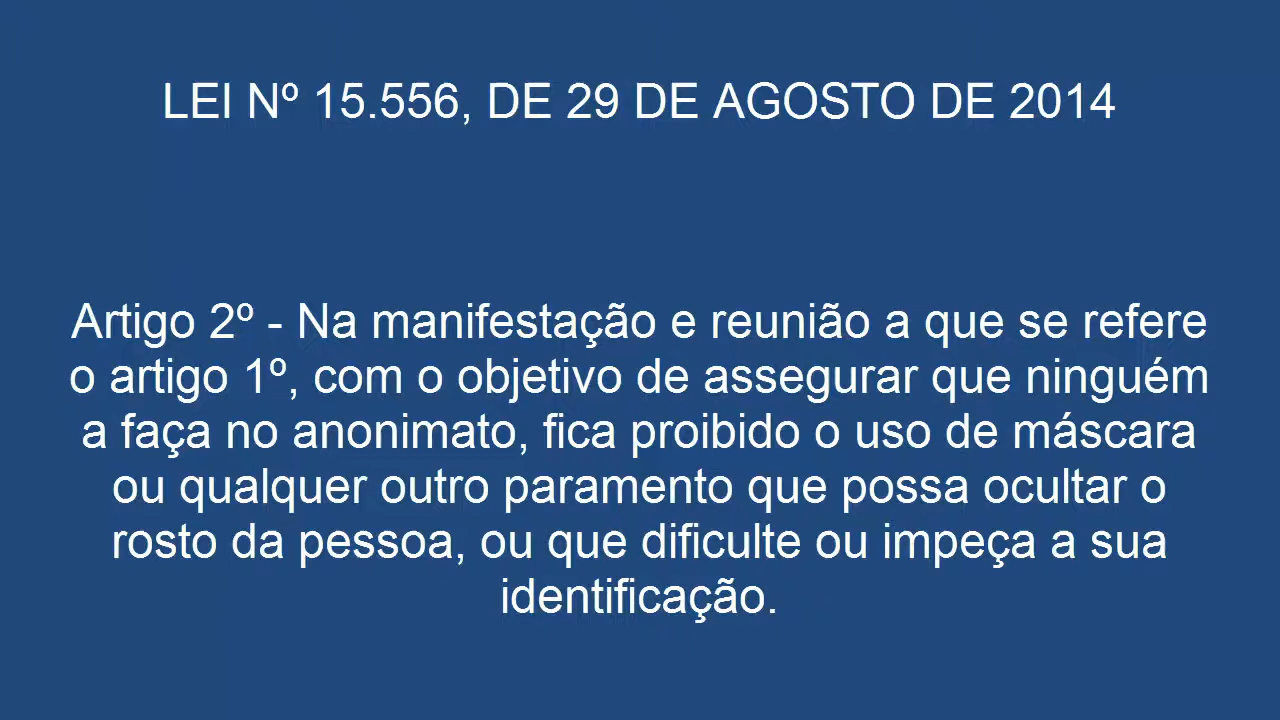 LEI Nº 15.556, DE 29 DE AGOSTO DE 2014
Artigo 2º - Na manifestação e reunião a que se refere
o artigo 1º, com o objetivo de assegurar que ninguém
a faça no anonimato, fica proibido o uso de máscara
ou qualquer outro paramento que possa ocultar o
rosto da pessoa, ou que dificulte ou impeça a sua
identificação.